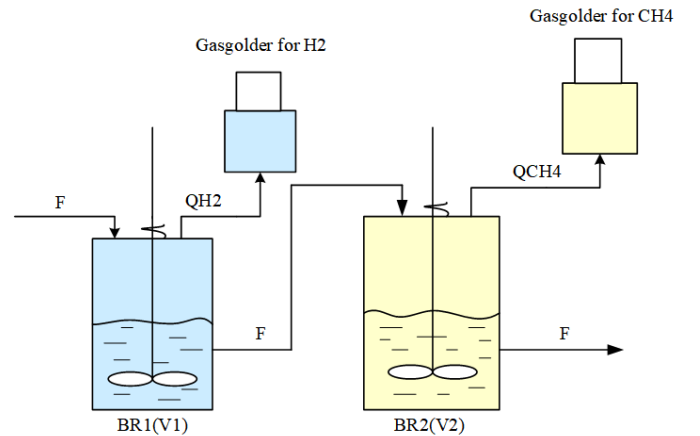 Gasgolder for CH4
Gasgolder for H2
F
QH2
QCH4
F
F
BR1(V1)
BR2(V2)